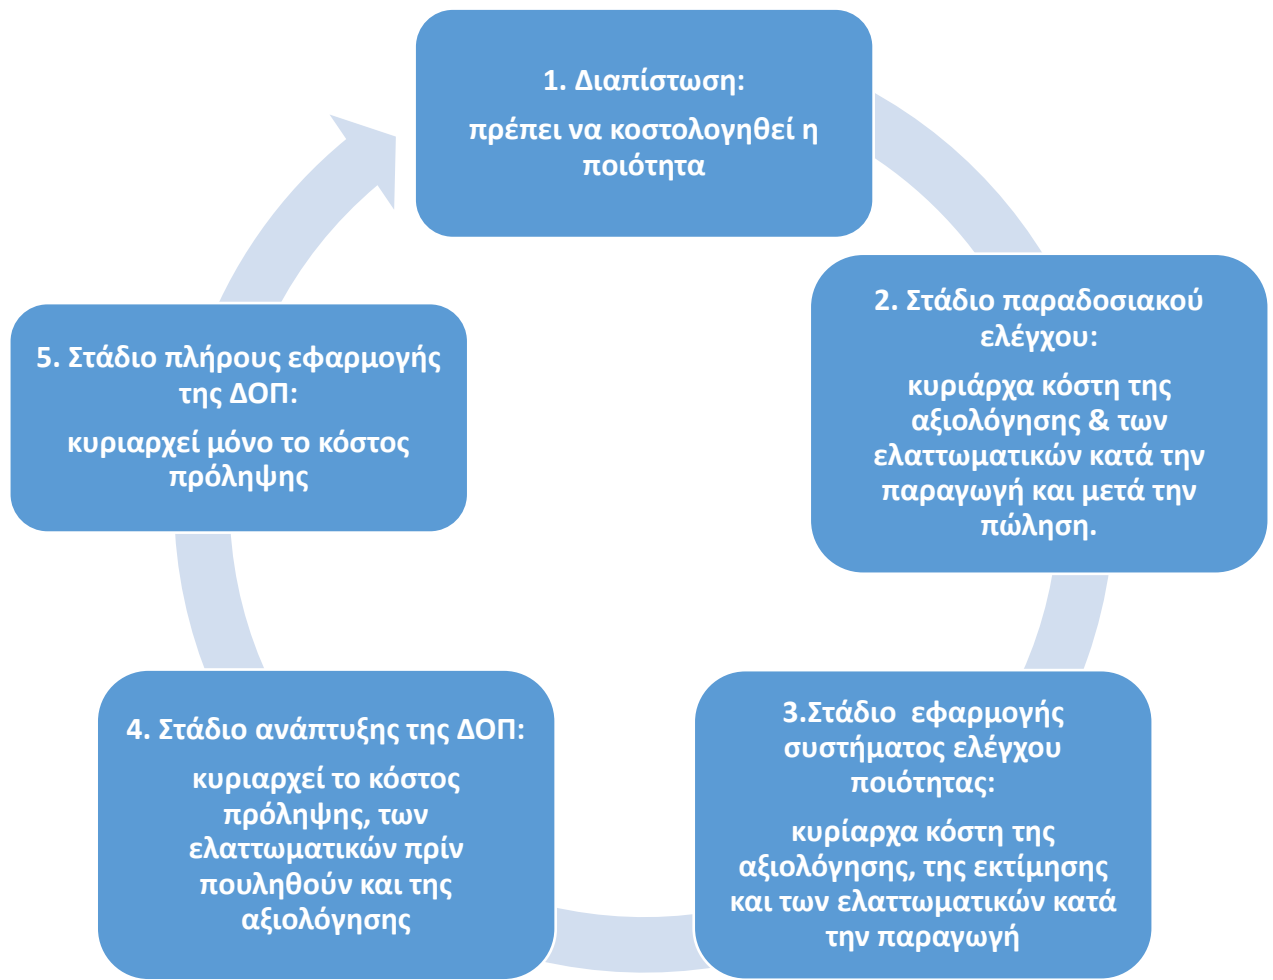 1. Διαπίστωση:
πρέπει να κοστολογηθεί η
ποιότητα
2. Στάδιο παραδοσιακού
ελέγχου:
κυριάρχα κόστη της
αξιολόγησης & των
ελαττωματικών κατά την
παραγωγή και μετά την
πώληση.
3.Στάδιο εφαρμογής
συστήματος ελέγχου
ποιότητας:
κυρίαρχα κόστη της
αξιολόγησης, της εκτίμησης
και των ελαττωματικών κατά
την παραγωγή
4. Στάδιο ανάπτυξης της ΔΟΠ:
κυριαρχεί το κόστος
πρόληψης, των
ελαττωματικών πρίν
πουληθούν και της
αξιολόγησης
5. Στάδιο πλήρους εφαρμογής
της ΔΟΠ:
κυριαρχεί μόνο το κόστος
πρόληψης